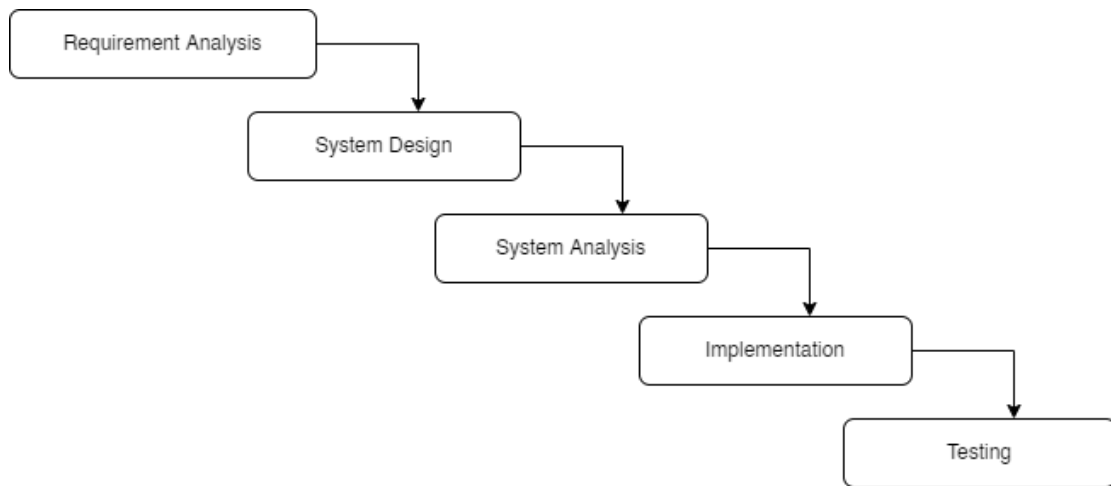 Requirement Analysis
System Design
System Analysis
Implementation
Testing